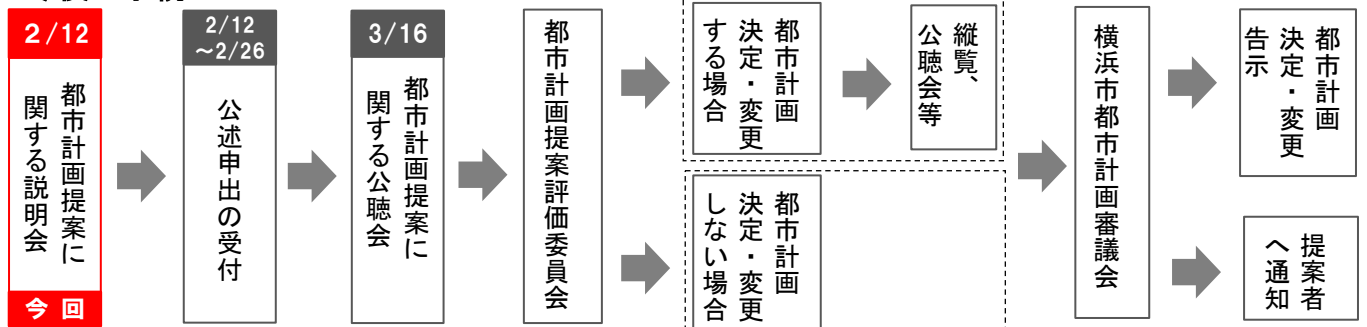 2/12
都市計画提案に
関する説明会
今回
2/12
～2/26
公述申出の受付
3/16
都市計画提案に
関する公聴会
都市計画提案評価委員会
都市計画
決定・変更
する場合
縦覧、
公聴会等
都市計画
決定・変更
しない場合
横浜市都市計画審議会
都市計画
決定・変更
告示
提案者
へ通知